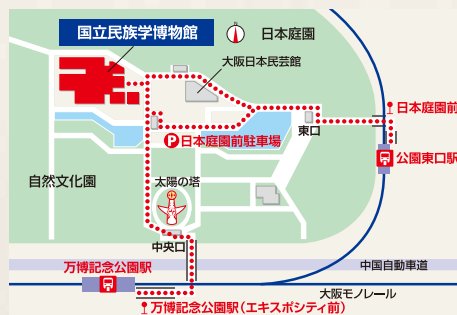 国立民族学博物館
N
日本庭園
大阪日本民芸館
日本庭園前
東口
P日本庭園前駐車場
公園東口駅
自然文化園
太陽の塔
中央口
万博記念公園駅
中国自動車道
大阪モノレール
万博記念公園駅(エキスポシティ前)